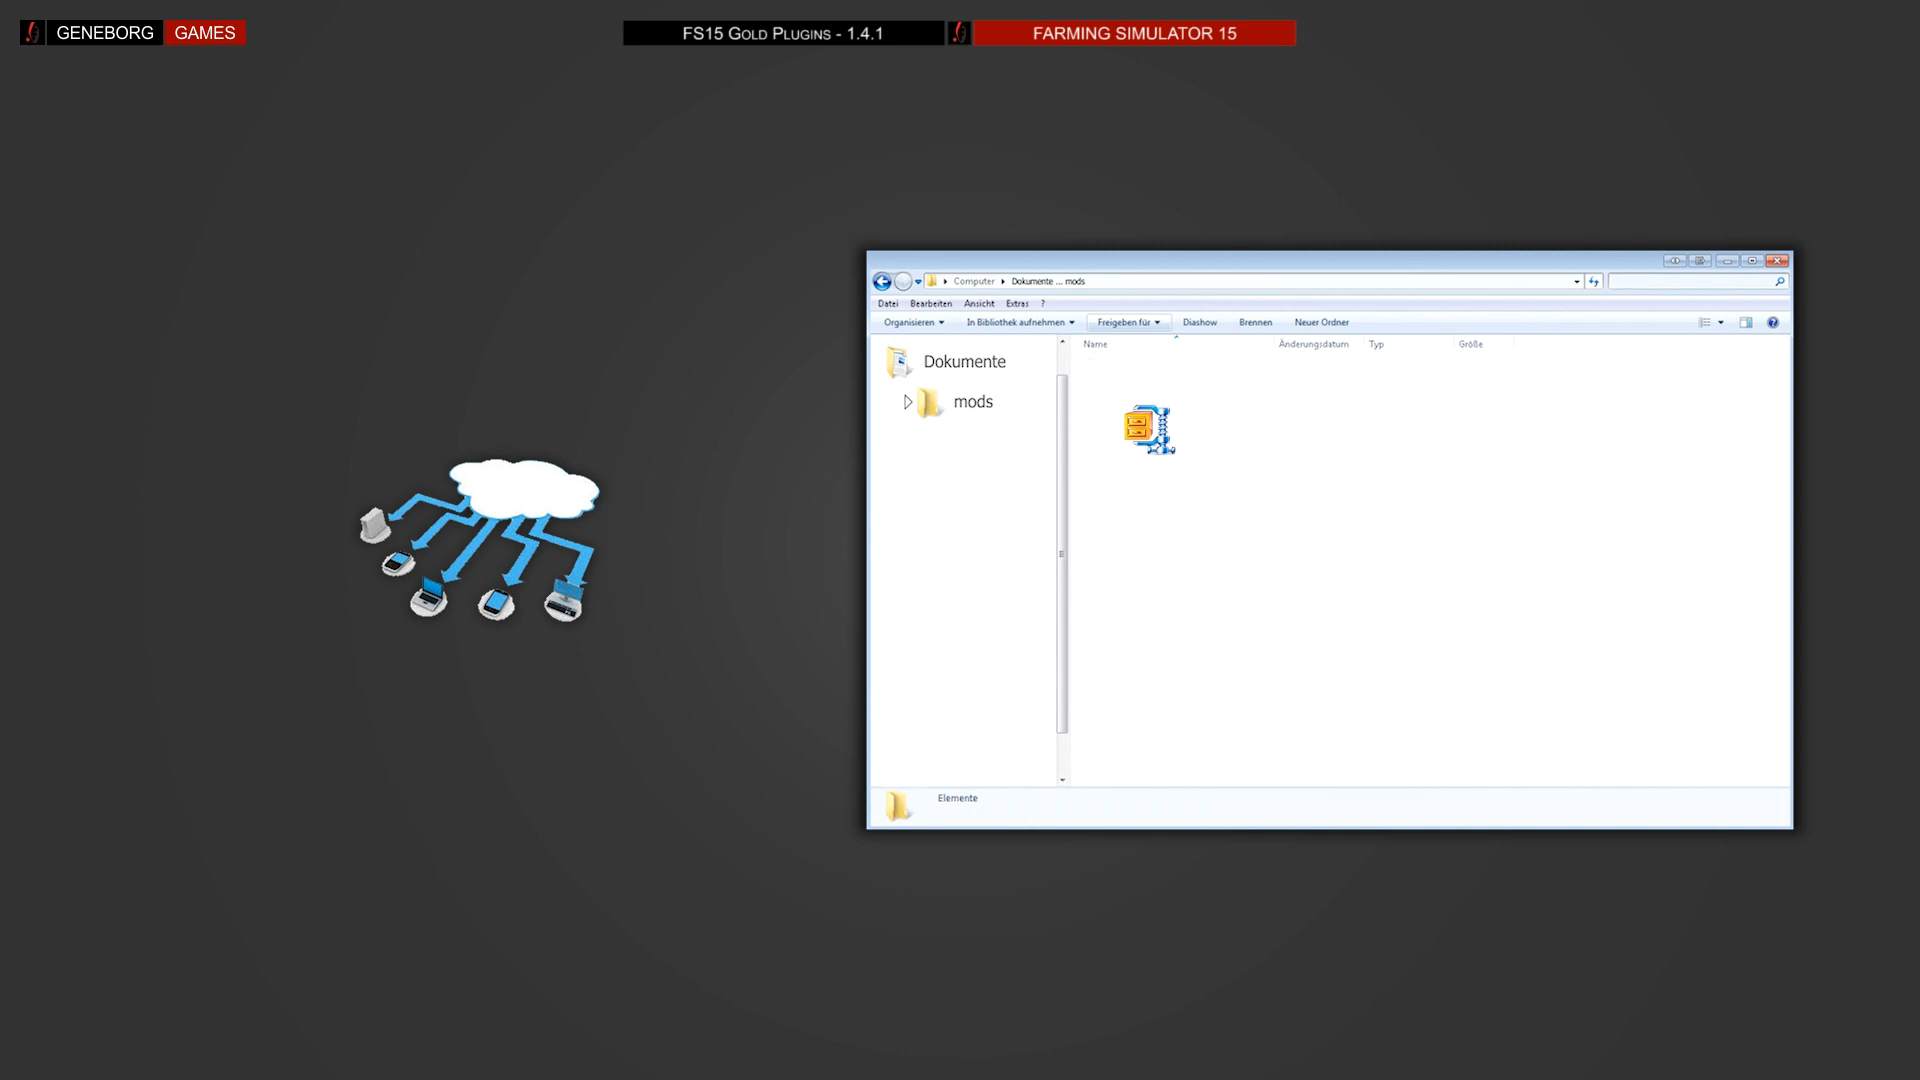 GENEBORG GAMES
FS15 GOLD PLUGINS - 1.4.1 FARMING SIMULATOR 15
Computer Dokumente ... mods
Datei Bearbeiten Ansicht Extras ?
Organisieren In Bibliothek aufnehmen Freigeben für Diashow Brennen Neuer Ordner
Name Änderungsdatum Typ Größe
Dokumente
mods
Elemente